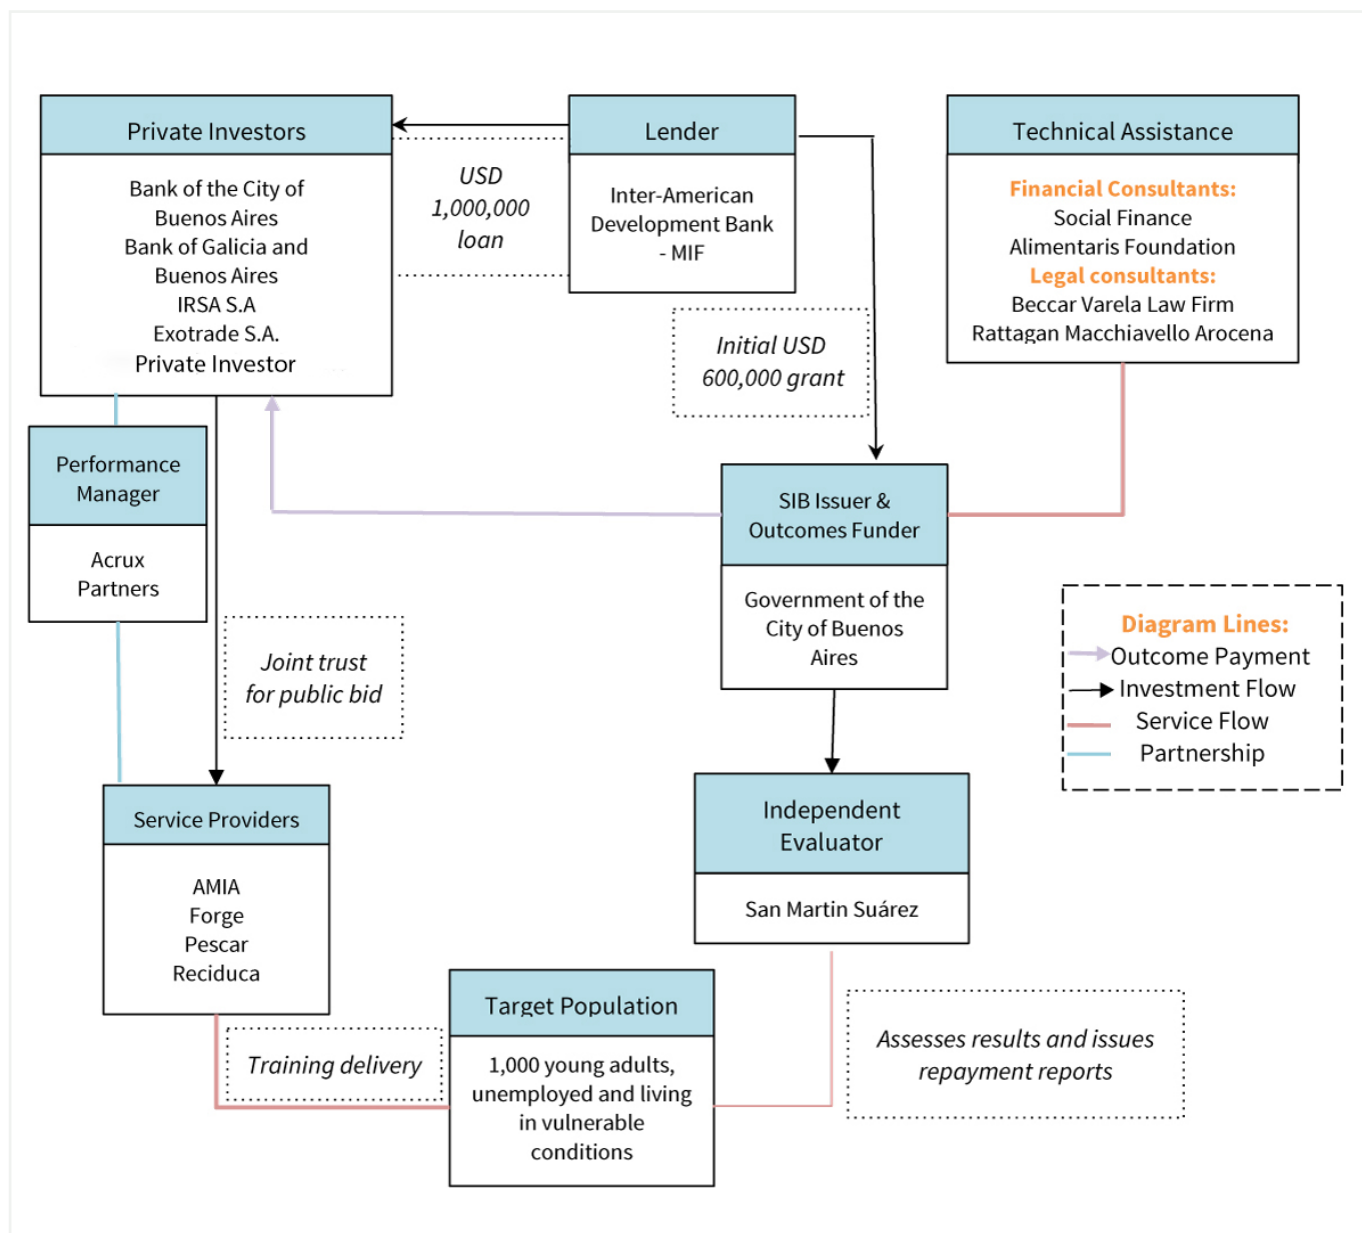 Private Investors
Bank of the City of
Buenos Aires
Bank of Galicia and
Buenos Aires
IRSA S.A
Exotrade S.A.
Private Investor
USD
1,000,000
loan
Lender
Inter-American
Development Bank
- MIF
Technical Assistance
Financial Consultants:
Social Finance
Alimentaris Foundation
Legal consultants:
Beccar Varela Law Firm
Rattagan Macchiavello Arocena
Initial USD
600,000 grant
Performance
Manager
Acrux
Partners
SIB Issuer &
Outcomes Funder
Government of the
City of Buenos
Aires
Joint trust
for public bid
Diagram Lines:
Outcome Payment
Investment Flow
Service Flow
Partnership
Service Providers
AMIA
Forge
Pescar
Reciduca
Independent
Evaluator
San Martin Suárez
Training delivery
Target Population
1,000 young adults,
unemployed and living
in vulnerable
conditions
Assesses results and issues
repayment reports